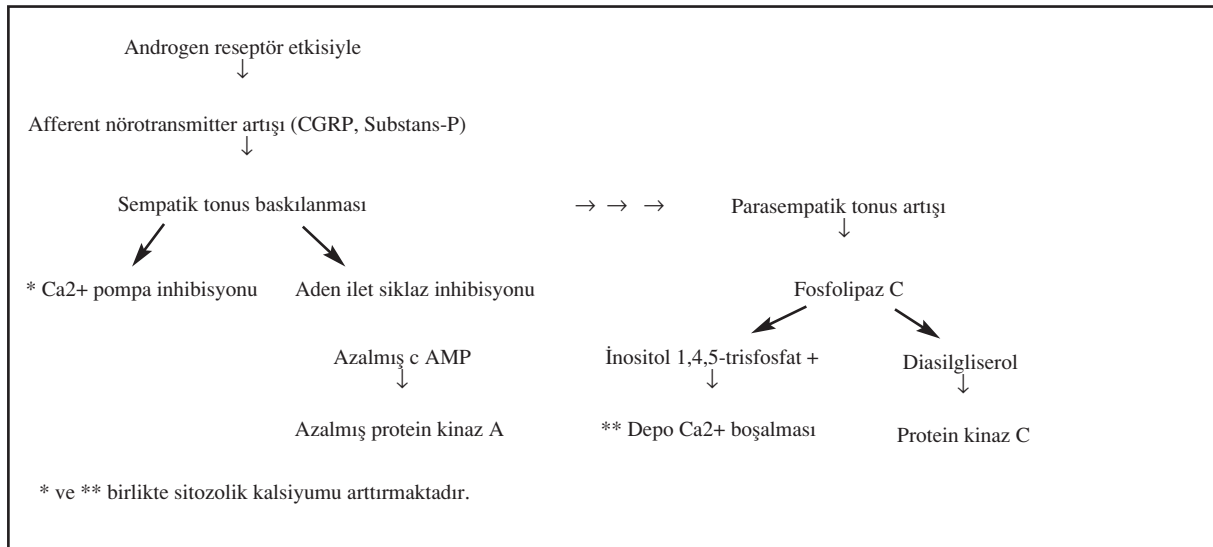 Androgen reseptör etkisiyle
↓
Afferent nörotransmitter artışı (CGRP, Substans-P)
↓
Sempatik tonus baskılanması → → → Parasempatik tonus artışı
↓
* Ca2+ pompa inhibisyonu Aden ilet siklaz inhibisyonu Fosfolipaz C
Azalmış c AMP İnositol 1,4,5-trisfosfat + Diasilgliserol
↓ ↓ ↓
Azalmış protein kinaz A ** Depo Ca2+ boşalması Protein kinaz C
* ve ** birlikte sitozolik kalsiyumu arttırmaktadır.